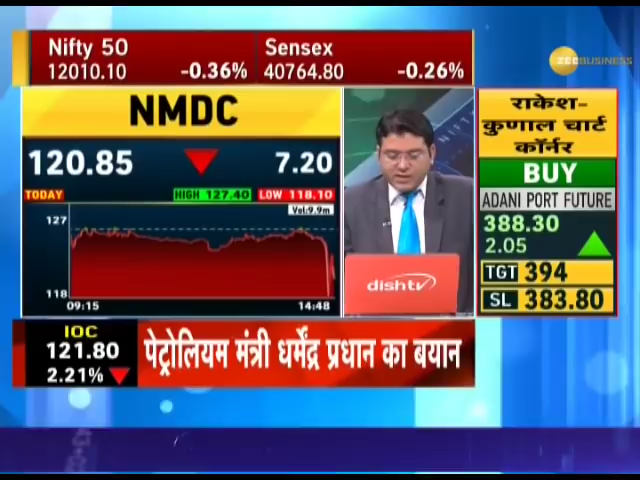 Nifty 50
12010.10 -0.36%
Sensex
40764.80 -0.26%
ZEEBUSINESS
NMDC
120.85 7.20
TODAY HIGH 127.40 LOW 118.10
Vol:9.9m
127
118
09:15 14:48
dishtv
राकेश-
कुणाल चार्ट
कॉर्नर
BUY
ADANI PORT FUTURE
388.30
2.05
TGT 394
SL 383.80
IOC
121.80
2.21%
पेट्रोलियम मंत्री धर्मेंद्र प्रधान का बयान